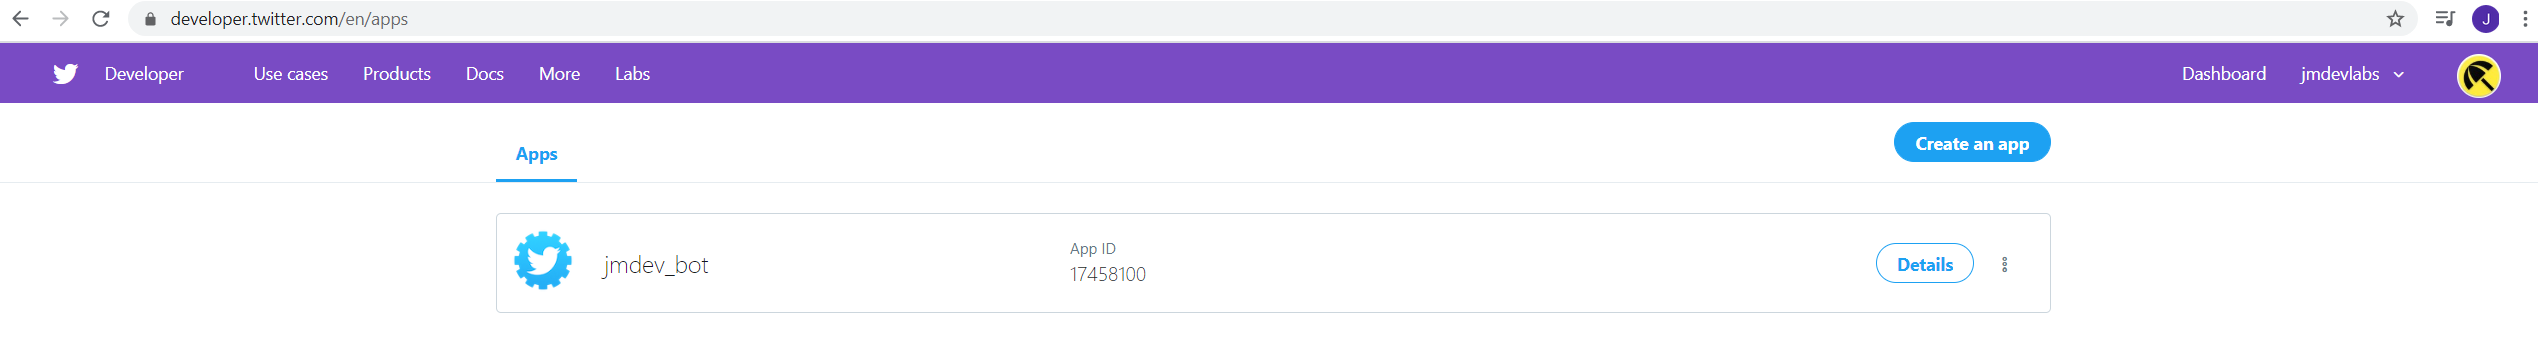 developer.twitter.com/en/apps
J
Developer Use cases Products Docs More Labs Dashboard jmdevlabs
Apps Create an app
App ID
jmdev_bot 17458100 Details